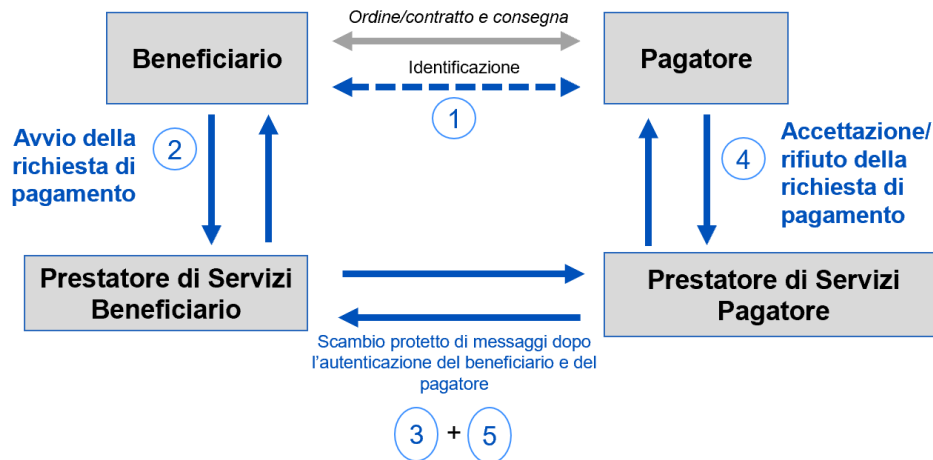 Ordine/contratto e consegna
Beneficiario
Pagatore
Identificazione
1
Avvio della
richiesta di
pagamento
2
4
Accettazione/
rifiuto della
richiesta di
pagamento
Prestatore di Servizi
Beneficiario
Prestatore di Servizi
Pagatore
Scambio protetto di messaggi dopo
l'autenticazione del beneficiario e del
pagatore
3 + 5